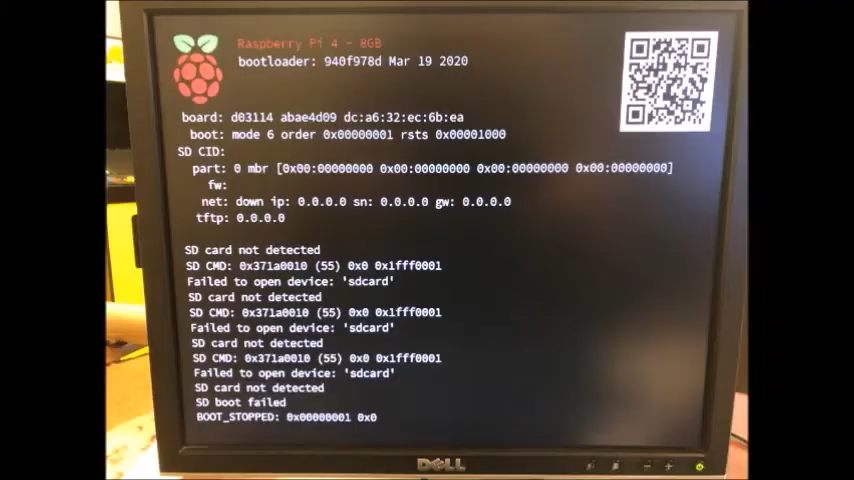 Raspberry Pi 4 - 8GB
bootloader: 940f978d Mar 19 2020
board: d03114 abae4d09 dc:a6:32:ec:6b:ea
boot: mode 6 order 0x00000001 rsts 0x00001000
SD CID:
part: 0 mbr [0x00:00000000 0x00:00000000 0x00:00000000 0x00:00000000]
fw:
net: down ip: 0.0.0.0 sn: 0.0.0.0 gw: 0.0.0.0
tftp: 0.0.0.0
SD card not detected
SD CMD: 0x371a0010 (55) 0x0 0x1fff0001
Failed to open device: 'sdcard'
SD card not detected
SD CMD: 0x371a0010 (55) 0x0 0x1fff0001
Failed to open device: 'sdcard'
SD card not detected
SD CMD: 0x371a0010 (55) 0x0 0x1fff0001
Failed to open device: 'sdcard'
SD card not detected
SD boot failed
BOOT_STOPPED: 0x00000001 0x0
DELL